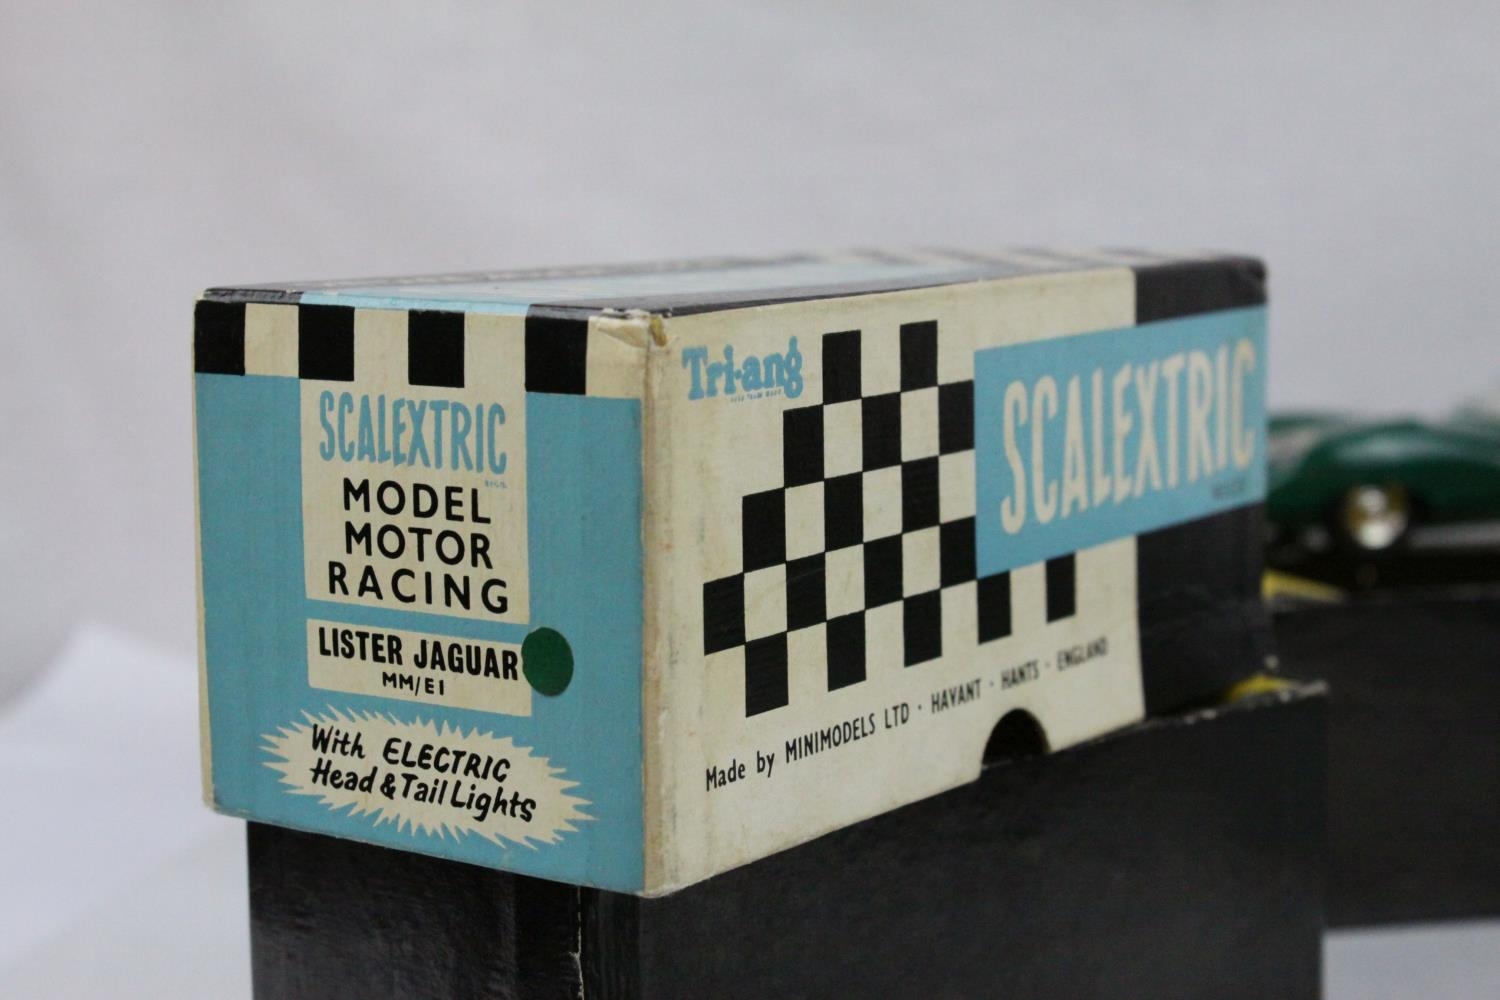 SCALEXTRIC
REGD.
MODEL
MOTOR
RACING
LISTER JAGUAR
MM/E1
With ELECTRIC
Head & Tail Lights
Tri-ang
SCALEXTRIC
Made by MINIMODELS LTD · HAVANT · HANTS · ENGLAND